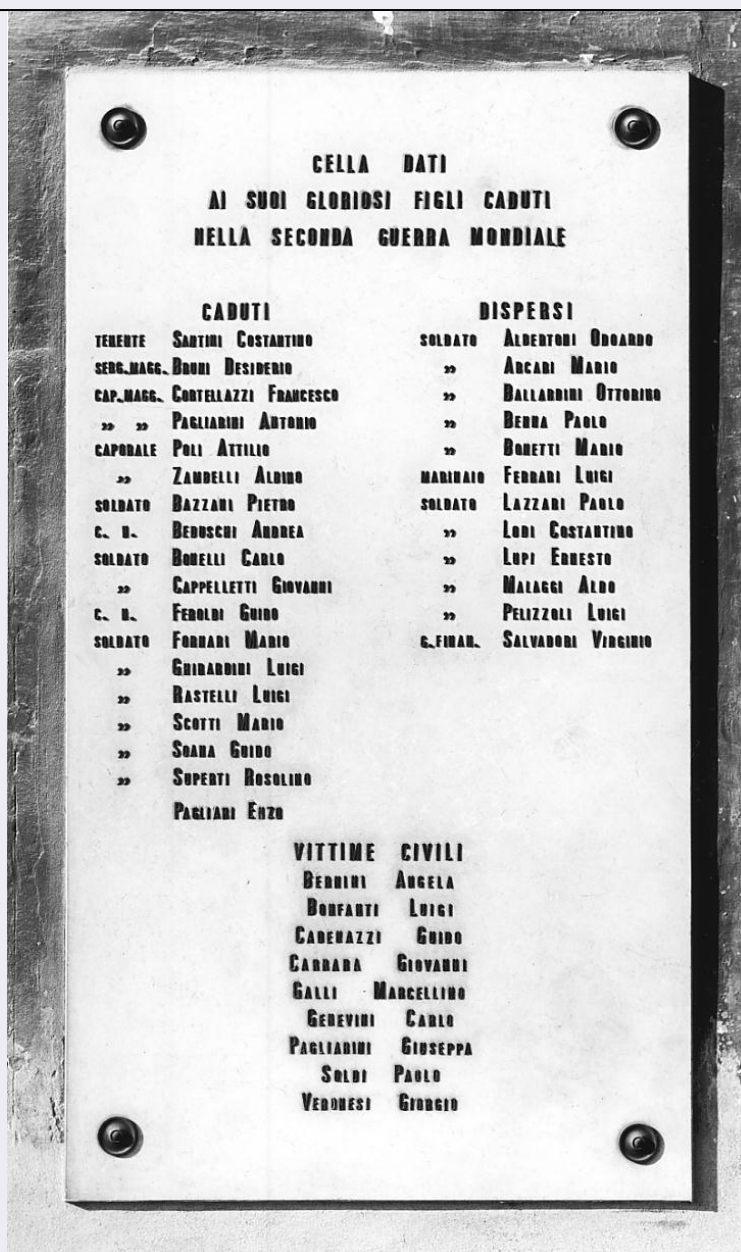 CELLA DATI
AI SUOI GLORIOSI FIGLI CADUTI
NELLA SECONDA GUERRA MONDIALE
CADUTI
TENENTE SANTINI COSTANTINO
SERG.MAGG. BRUNI DESIDERIO
CAP.MAGG. CORTELLAZZI FRANCESCO
„ „ PAGLIARINI ANTONIO
CAPORALE POLI ATTILIO
„ ZANBELLI ALBINO
SOLDATO BAZZANI PIETRO
C. N. BEDUSCHI ANDREA
SOLDATO BONELLI CARLO
„ CAPPELLETTI GIOVANNI
C. N. FEROLDI GUIDO
SOLDATO FORNARI MARIO
„ GHIRARDINI LUIGI
„ RASTELLI LUIGI
„ SCOTTI MARIO
„ SOANA GUIDO
„ SUPERTI ROSOLINO
PAGLIARI ENZO
DISPERSI
SOLDATO ALBERTONI ODOARDO
„ ARCARI MARIO
„ BALLARDINI OTTORINO
„ BENNA PAOLO
„ BONETTI MARIO
MARINAIO FERRARI LUIGI
SOLDATO LAZZARI PAOLO
„ LODI COSTANTINO
„ LUPI ERNESTO
„ MALAGGI ALDO
„ PELIZZOLI LUIGI
G.FINAN. SALVADORI VIRGINIO
VITTIME CIVILI
BERNINI ANGELA
BONFANTI LUIGI
CADENAZZI GUIDO
CARRARA GIOVANNI
GALLI MARCELLINO
GEREVINI CARLO
PAGLIARINI GIUSEPPA
SOLDI PAOLO
VERONESI GIORGIO